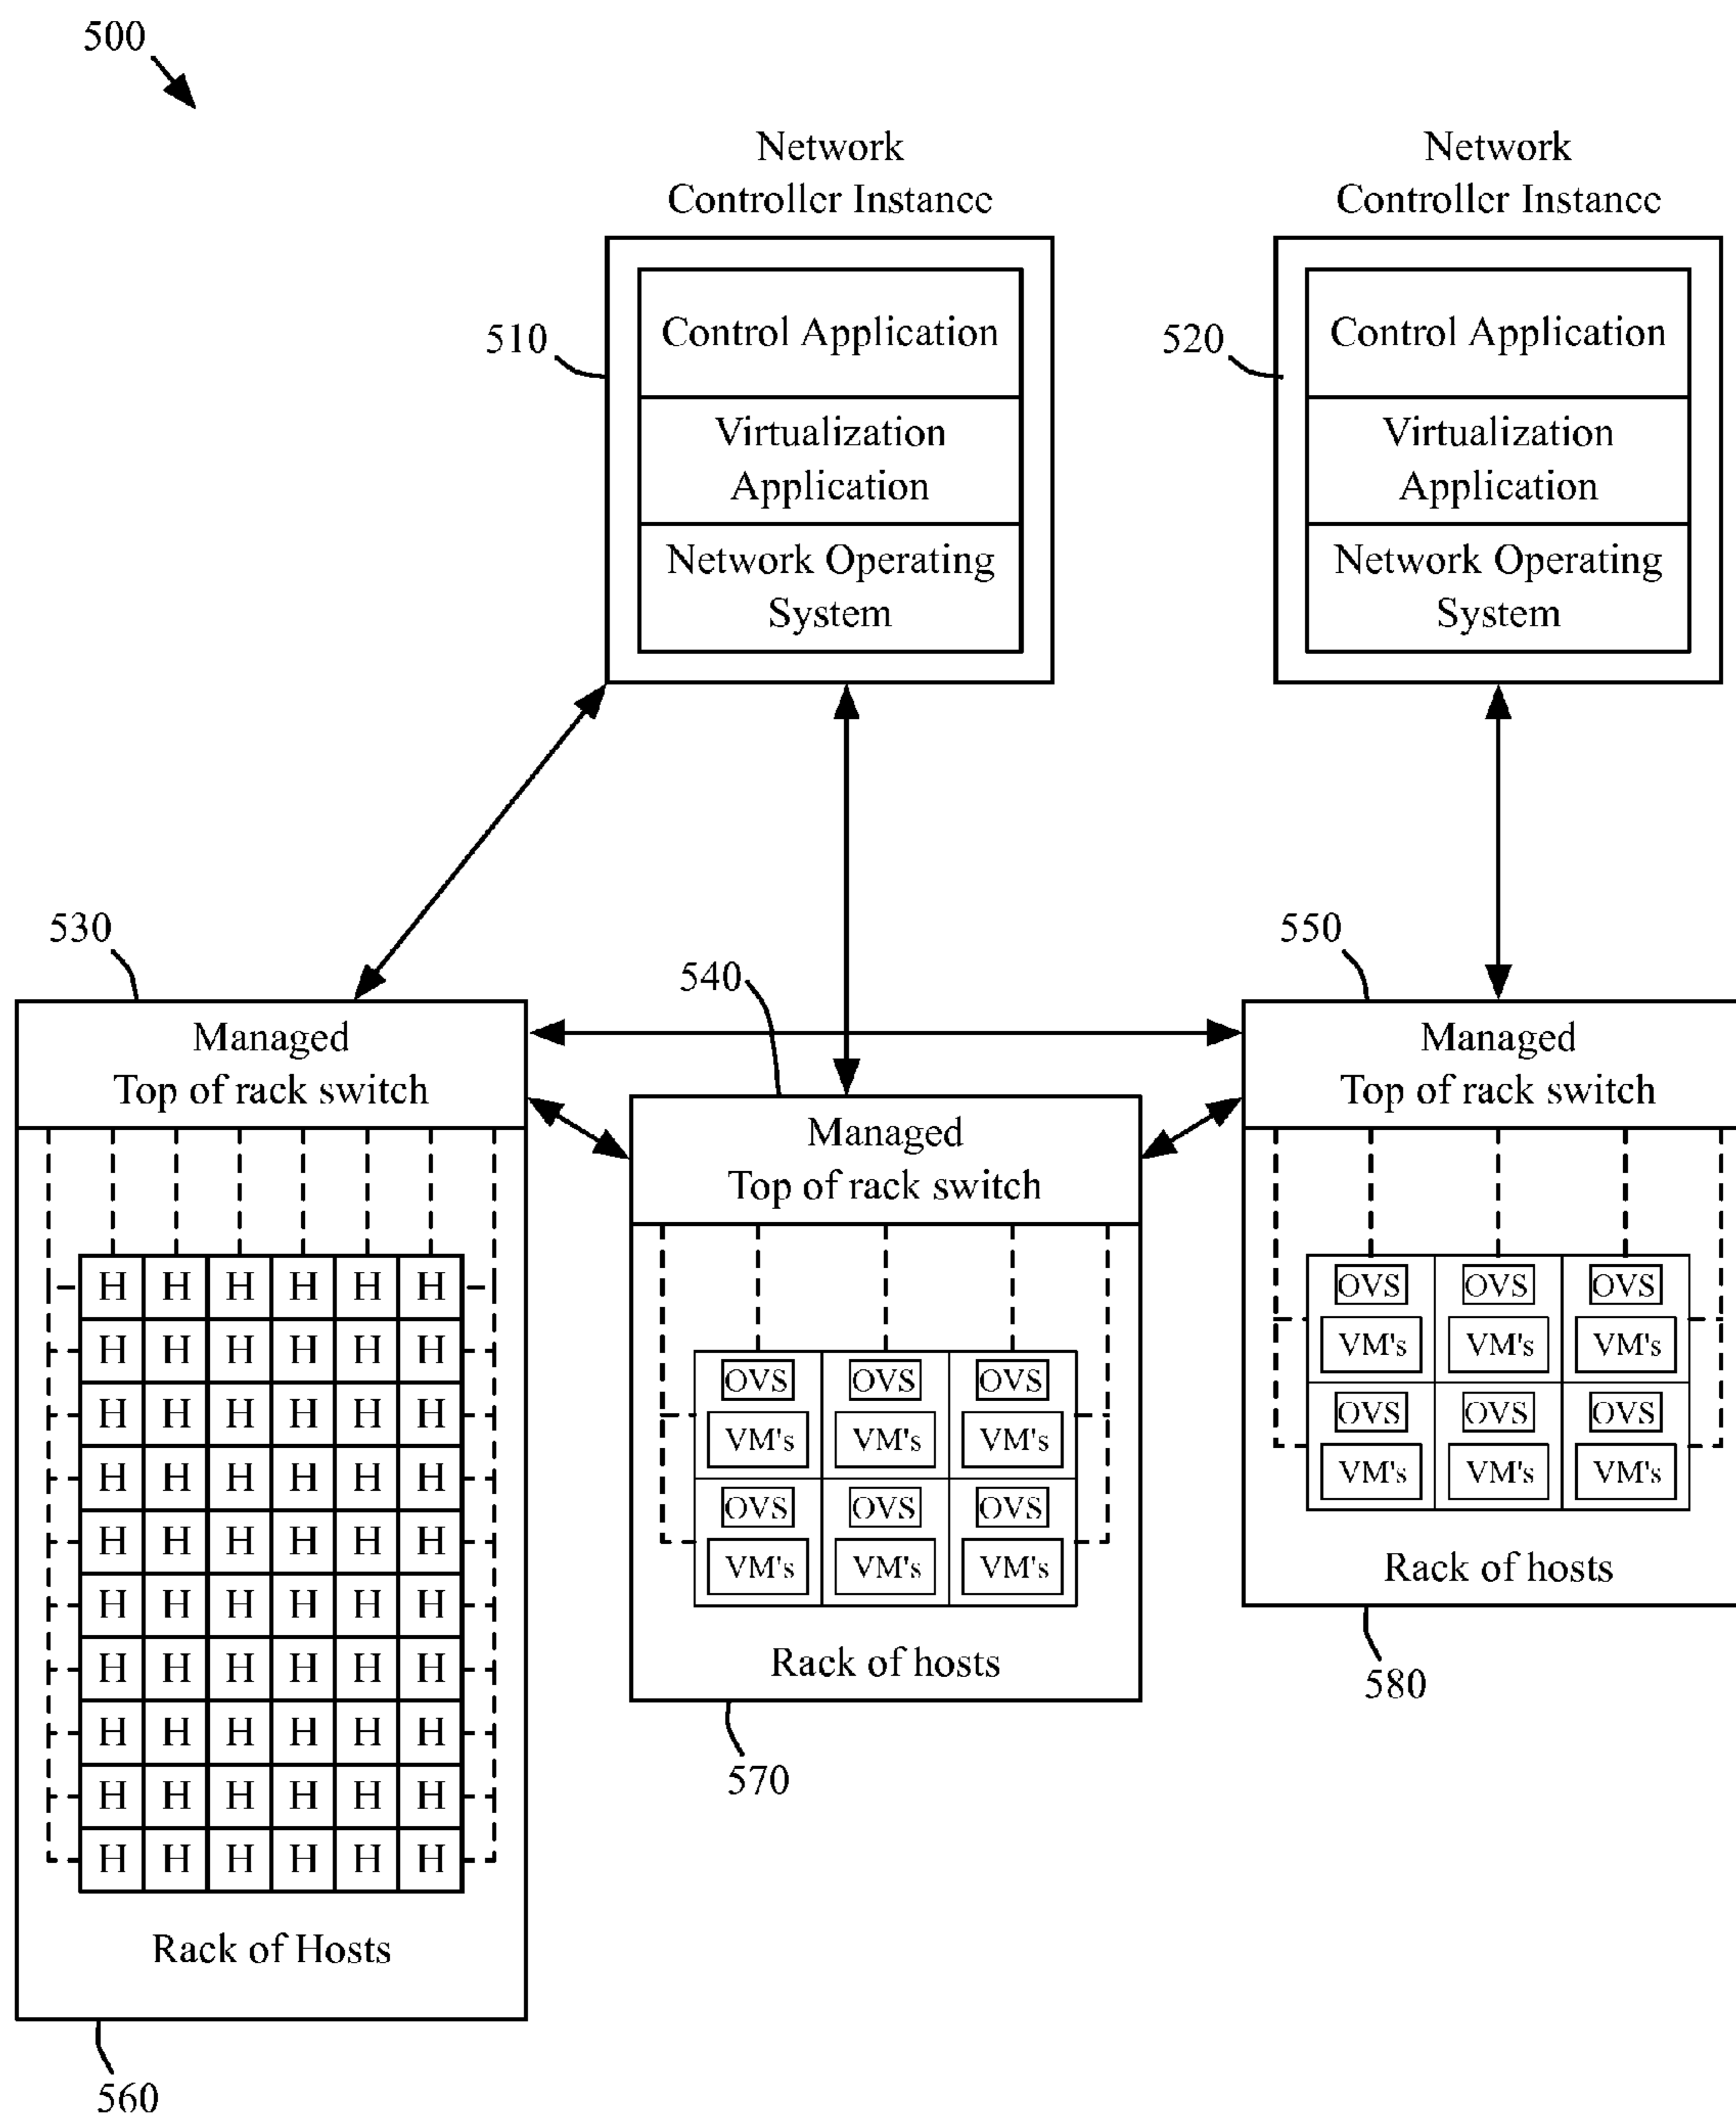 500
Network
Controller Instance
Network
Controller Instance
510
Control Application
Virtualization
Application
Network Operating
System
520
Control Application
Virtualization
Application
Network Operating
System
530
Managed
Top of rack switch
540
Managed
Top of rack switch
550
Managed
Top of rack switch
H H H H H H
H H H H H H
H H H H H H
H H H H H H
H H H H H H
H H H H H H
H H H H H H
H H H H H H
H H H H H H
H H H H H H
Rack of Hosts
560
OVS OVS OVS
VM's VM's VM's
OVS OVS OVS
VM's VM's VM's
Rack of hosts
570
OVS OVS OVS
VM's VM's VM's
OVS OVS OVS
VM's VM's VM's
Rack of hosts
580